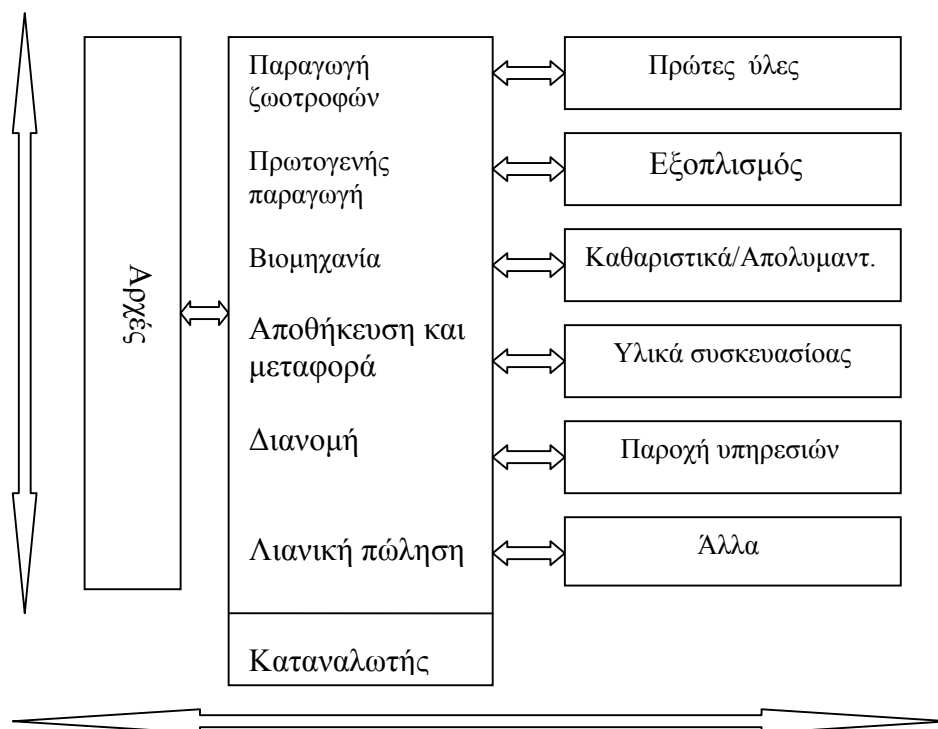 Αρχές
Παραγωγή
ζωοτροφών
Πρωτογενής
παραγωγή
Βιομηχανία
Αποθήκευση και
μεταφορά
Διανομή
Λιανική πώληση
Καταναλωτής
Πρώτες ύλες
Εξοπλισμός
Καθαριστικά/Απολυμαντ.
Υλικά συσκευασίοας
Παροχή υπηρεσιών
Άλλα